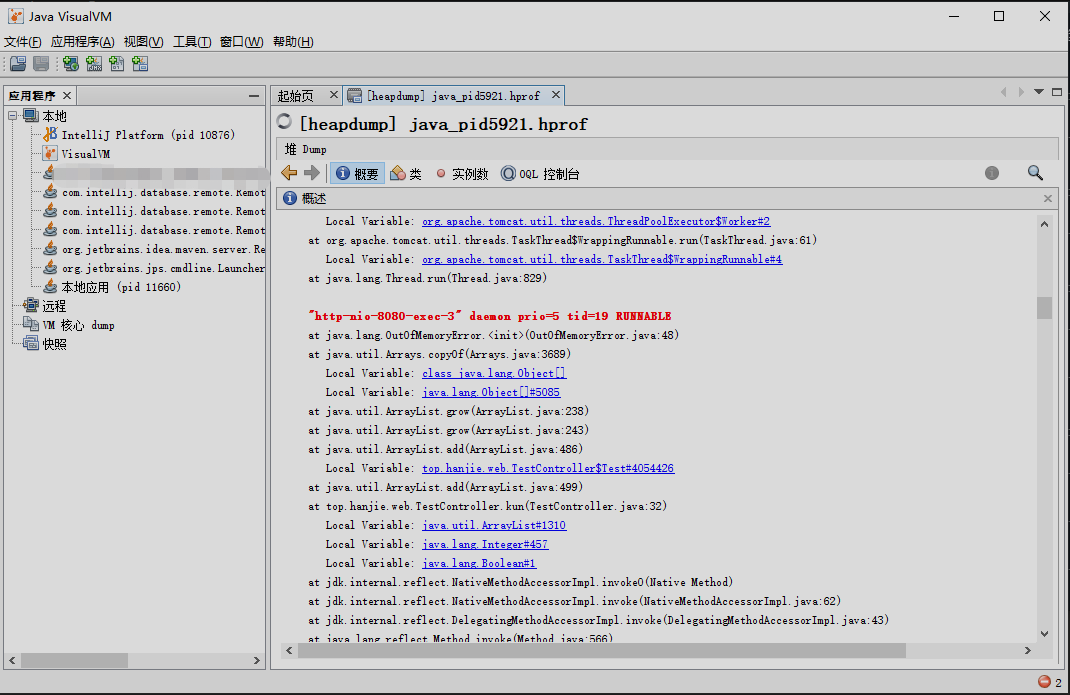 Java VisualVM
文件(F) 应用程序(A) 视图(V) 工具(T) 窗口(W) 帮助(H)
应用程序
本地
IntelliJ Platform (pid 10876)
VisualVM
com.intellij.database.remote.Remot
com.intellij.database.remote.Remot
com.intellij.database.remote.Remot
org.jetbrains.idea.maven.server.Re
org.jetbrains.jps.cmdline.Launcher
本地应用 (pid 11660)
远程
VM 核心 dump
快照
起始页 [heapdump] java_pid5921.hprof
[heapdump] java_pid5921.hprof
堆 Dump
概要 类 实例数 OQL 控制台
概述
Local Variable: org.apache.tomcat.util.threads.ThreadPoolExecutor$Worker#2
at org.apache.tomcat.util.threads.TaskThread$WrappingRunnable.run(TaskThread.java:61)
Local Variable: org.apache.tomcat.util.threads.TaskThread$WrappingRunnable#4
at java.lang.Thread.run(Thread.java:829)
"http-nio-8080-exec-3" daemon prio=5 tid=19 RUNNABLE
at java.lang.OutOfMemoryError.<init>(OutOfMemoryError.java:48)
at java.util.Arrays.copyOf(Arrays.java:3689)
Local Variable: class java.lang.Object[]
Local Variable: java.lang.Object[]#5085
at java.util.ArrayList.grow(ArrayList.java:238)
at java.util.ArrayList.grow(ArrayList.java:243)
at java.util.ArrayList.add(ArrayList.java:486)
Local Variable: top.hanjie.web.TestController$Test#4054426
at java.util.ArrayList.add(ArrayList.java:499)
at top.hanjie.web.TestController.kun(TestController.java:32)
Local Variable: java.util.ArrayList#1310
Local Variable: java.lang.Integer#457
Local Variable: java.lang.Boolean#1
at jdk.internal.reflect.NativeMethodAccessorImpl.invoke0(Native Method)
at jdk.internal.reflect.NativeMethodAccessorImpl.invoke(NativeMethodAccessorImpl.java:62)
at jdk.internal.reflect.DelegatingMethodAccessorImpl.invoke(DelegatingMethodAccessorImpl.java:43)
at java.lang.reflect.Method.invoke(Method.java:566)
2